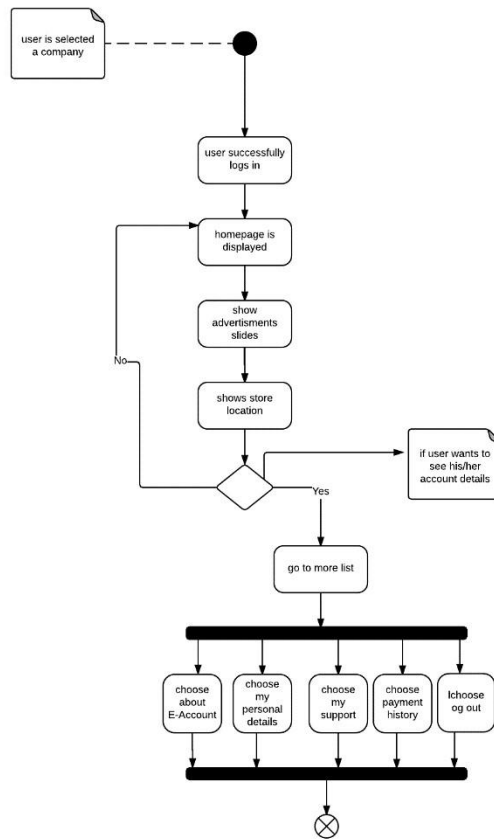 user is selected
a company
user successfully
logs in
homepage is
displayed
show
advertisments
slides
No
shows store
location
if user wants to
see his/her
account details
Yes
go to more list
choose
about
E-Account
choose
my
personal
details
choose
my
support
choose
payment
history
lchoose
og out